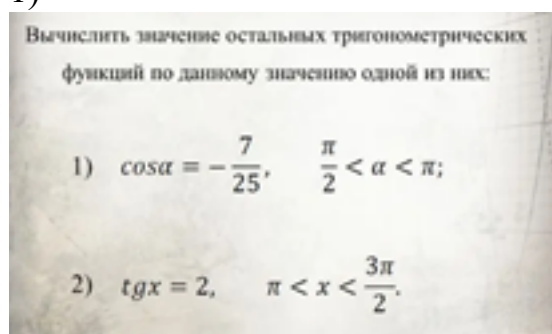 Вычислить значение остальных тригонометрических
функций по данному значению одной из них:
1) cosα = −7/25, π/2 < α < π;
2) tgx = 2, π < x < 3π/2.